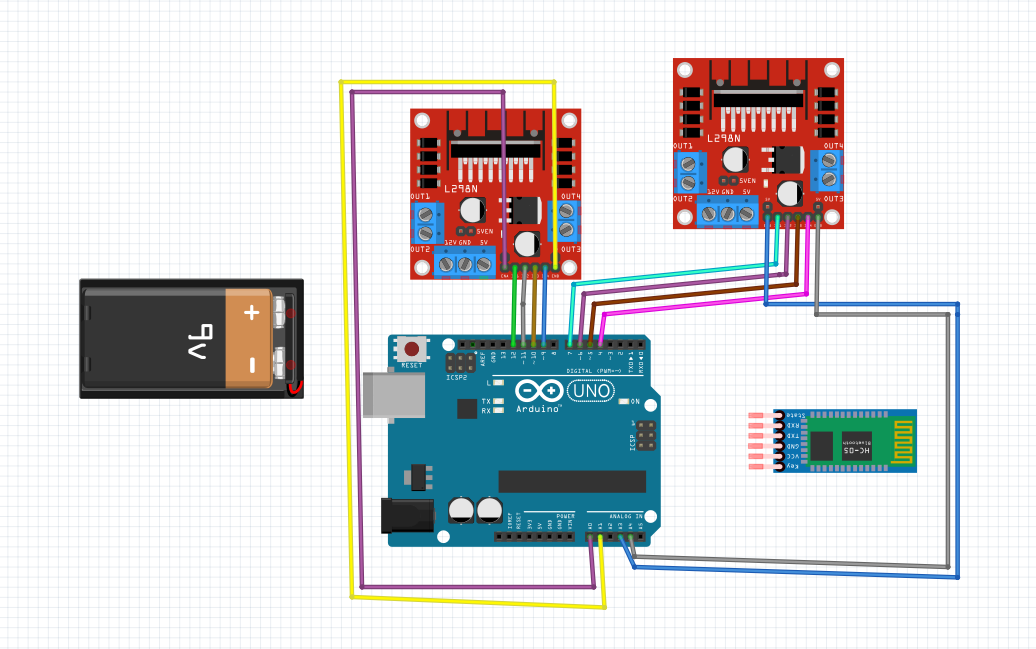 L298N
OUT1
OUT4
5VEN
12V GND 5V
OUT2
OUT3
L298N
OUT1
OUT4
5VEN
12V GND 5V
OUT2
OUT3
9V
+
-
RESET
ICSP2
AREF
GND
13
12
~11
~10
~9
8
7
~6
~5
4
~3
2
TX0▶1
RX0◀0
DIGITAL (PWM=~)
L
TX
RX
Arduino™
UNO
ON
ICSP
POWER
ANALOG IN
IOREF
RESET
3V3
5V
GND
GND
VIN
A0
A1
A2
A3
A4
A5
State
RXD
TXD
GND
VCC
Key
HC-05
Bluetooth